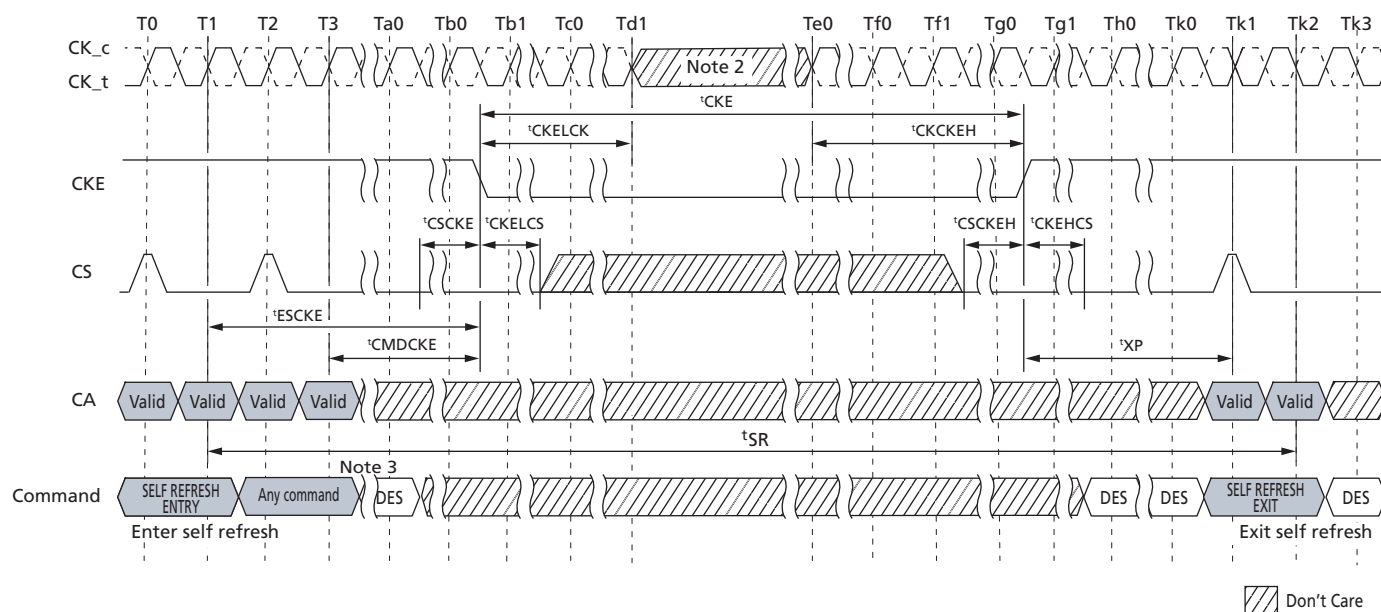 T0 T1 T2 T3 Ta0 Tb0 Tb1 Tc0 Td1 Te0 Tf0 Tf1 Tg0 Tg1 Th0 Tk0 Tk1 Tk2 Tk3
CK_c
CK_t
Note 2
tCKE
tCKELCK tCKCKEH
CKE
tCSCKE tCKELCS tCSCKEH tCKEHCS
CS
tESCKE
tCMDCKE tXP
CA Valid Valid Valid Valid Valid Valid
tSR
Note 3
Command SELF REFRESH ENTRY Any command DES DES DES SELF REFRESH EXIT DES
Enter self refresh Exit self refresh
Don't Care